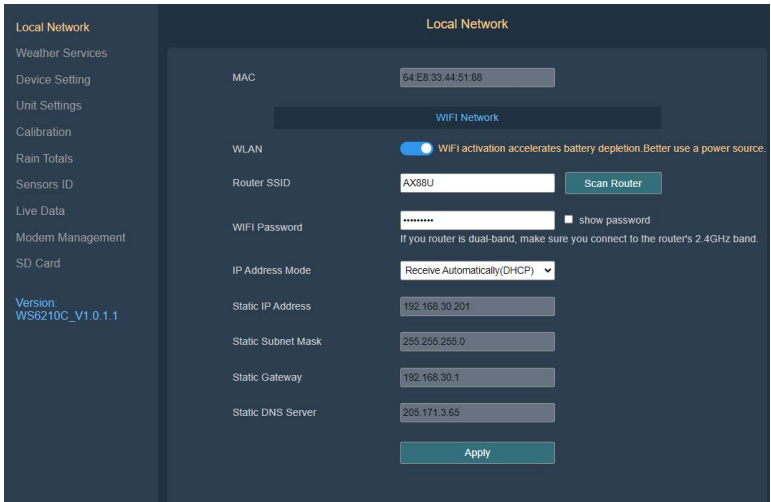 Local Network
Weather Services
Device Setting
Unit Settings
Calibration
Rain Totals
Sensors ID
Live Data
Modem Management
SD Card
Version:
WS6210C_V1.0.1.1
Local Network
MAC 64:E8:33:44:51:88
WIFI Network
WLAN WiFi activation accelerates battery depletion.Better use a power source.
Router SSID AX88U Scan Router
WIFI Password ••••••••• show password
If you router is dual-band, make sure you connect to the router's 2.4GHz band.
IP Address Mode Receive Automatically(DHCP)
Static IP Address 192.168.30.201
Static Subnet Mask 255.255.255.0
Static Gateway 192.168.30.1
Static DNS Server 205.171.3.65
Apply